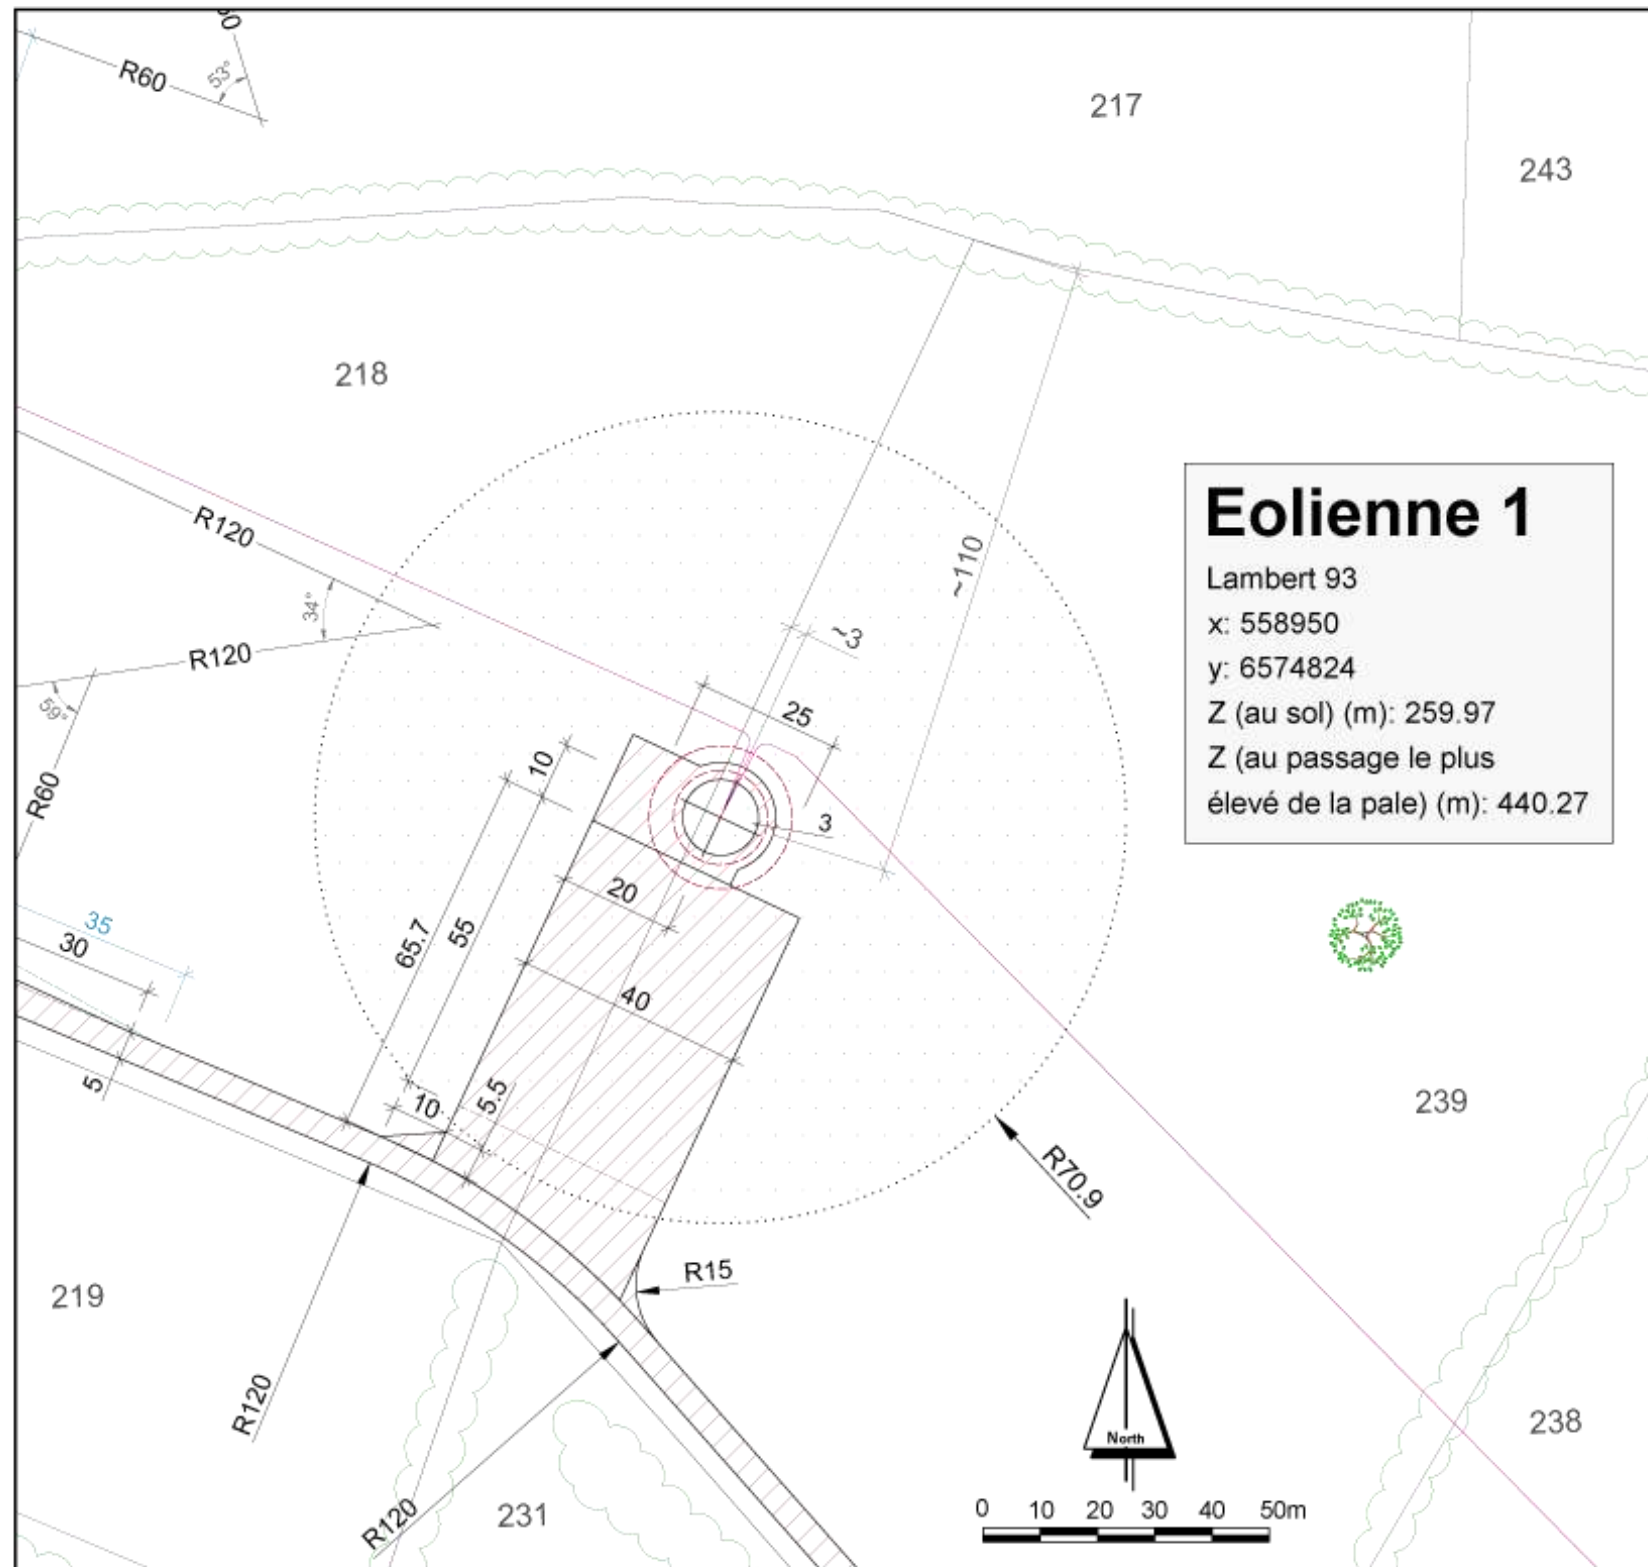 R60
53°
217
243
218
R120
34°
R120
59°
R60
~110
~3
25
10
3
20
65.7
55
40
10
5.5
35
30
5
Eolienne 1
Lambert 93
x: 558950
y: 6574824
Z (au sol) (m): 259.97
Z (au passage le plus
élevé de la pale) (m): 440.27
239
R70.9
R15
219
R120
R120
231
238
North
0 10 20 30 40 50m